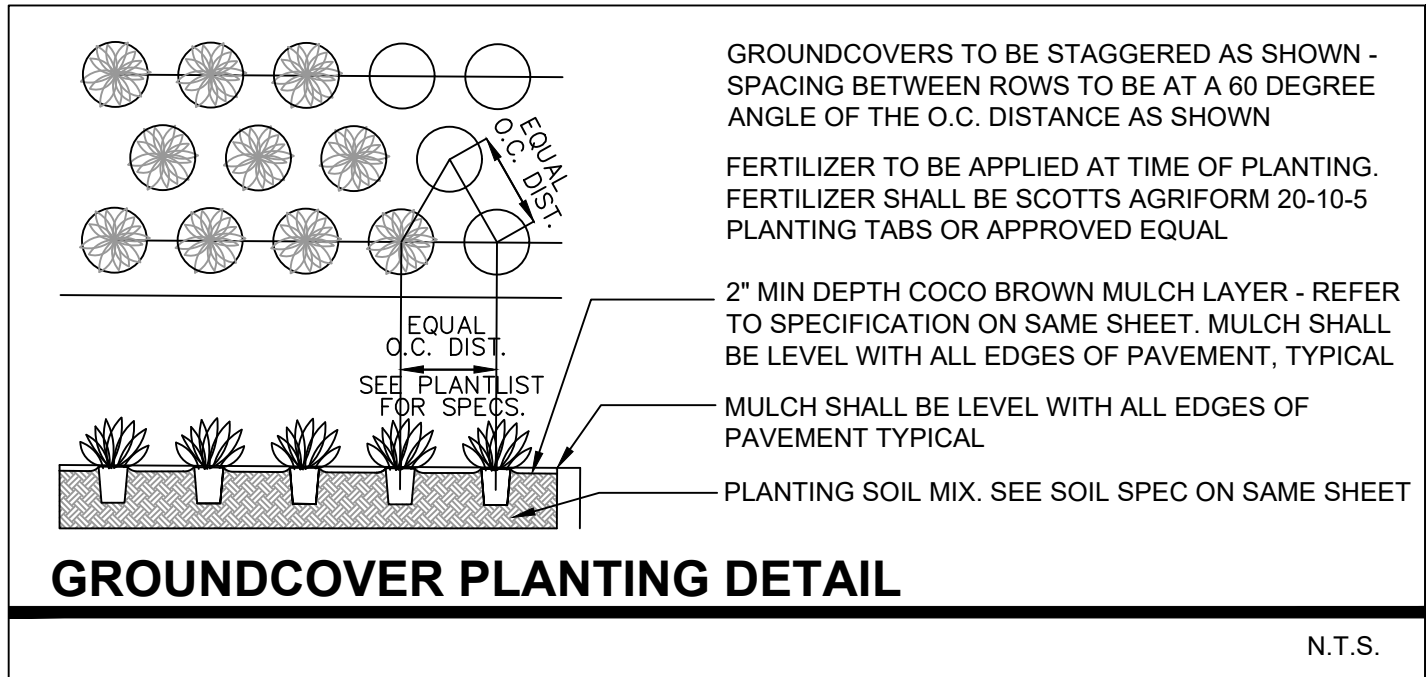 GROUNDCOVERS TO BE STAGGERED AS SHOWN -
SPACING BETWEEN ROWS TO BE AT A 60 DEGREE
ANGLE OF THE O.C. DISTANCE AS SHOWN
FERTILIZER TO BE APPLIED AT TIME OF PLANTING.
FERTILIZER SHALL BE SCOTTS AGRIFORM 20-10-5
PLANTING TABS OR APPROVED EQUAL
EQUAL
O.C. DIST.
2" MIN DEPTH COCO BROWN MULCH LAYER - REFER
TO SPECIFICATION ON SAME SHEET. MULCH SHALL
BE LEVEL WITH ALL EDGES OF PAVEMENT, TYPICAL
EQUAL
O.C. DIST.
SEE PLANTLIST
FOR SPECS.
MULCH SHALL BE LEVEL WITH ALL EDGES OF
PAVEMENT TYPICAL
PLANTING SOIL MIX. SEE SOIL SPEC ON SAME SHEET
GROUNDCOVER PLANTING DETAIL
N.T.S.